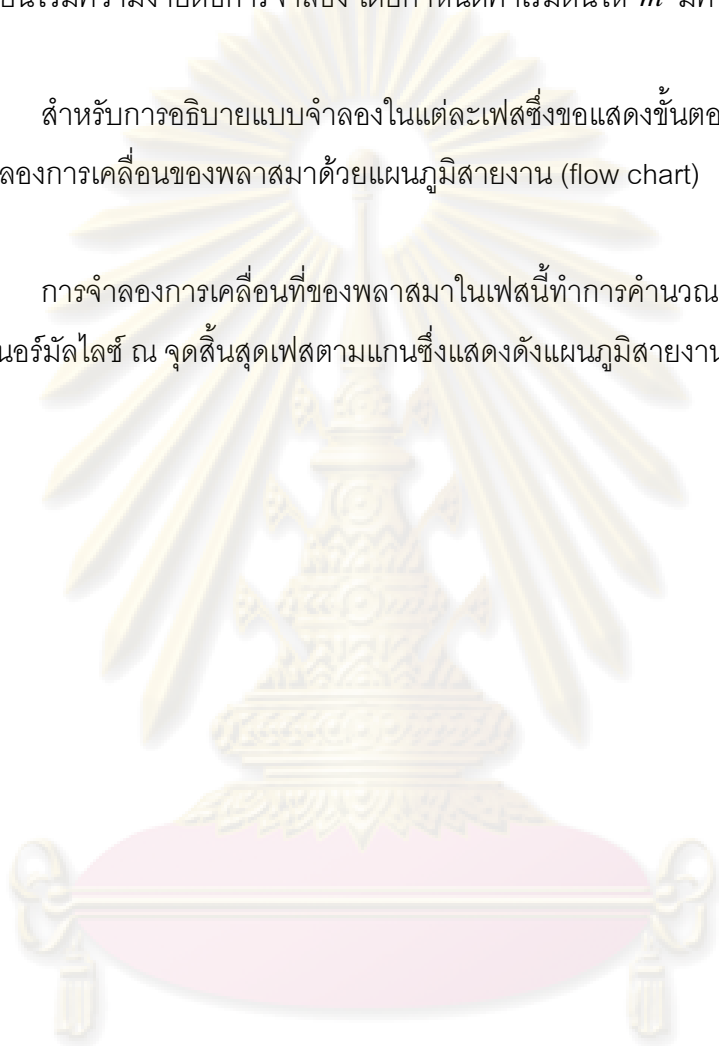 สำหรับการอธิบายแบบจำลองในแต่ละเฟสซึ่งขอแสดงขั้นตอ
ลองการเคลื่อนของพลาสมาด้วยแผนภูมิสายงาน (flow chart)
การจำลองการเคลื่อนที่ของพลาสมาในเฟสนี้ทำการคำนวณ
นอร์มัลไลซ์ ณ จุดสิ้นสุดเฟสตามแกนซึ่งแสดงดังแผนภูมิสายงาน